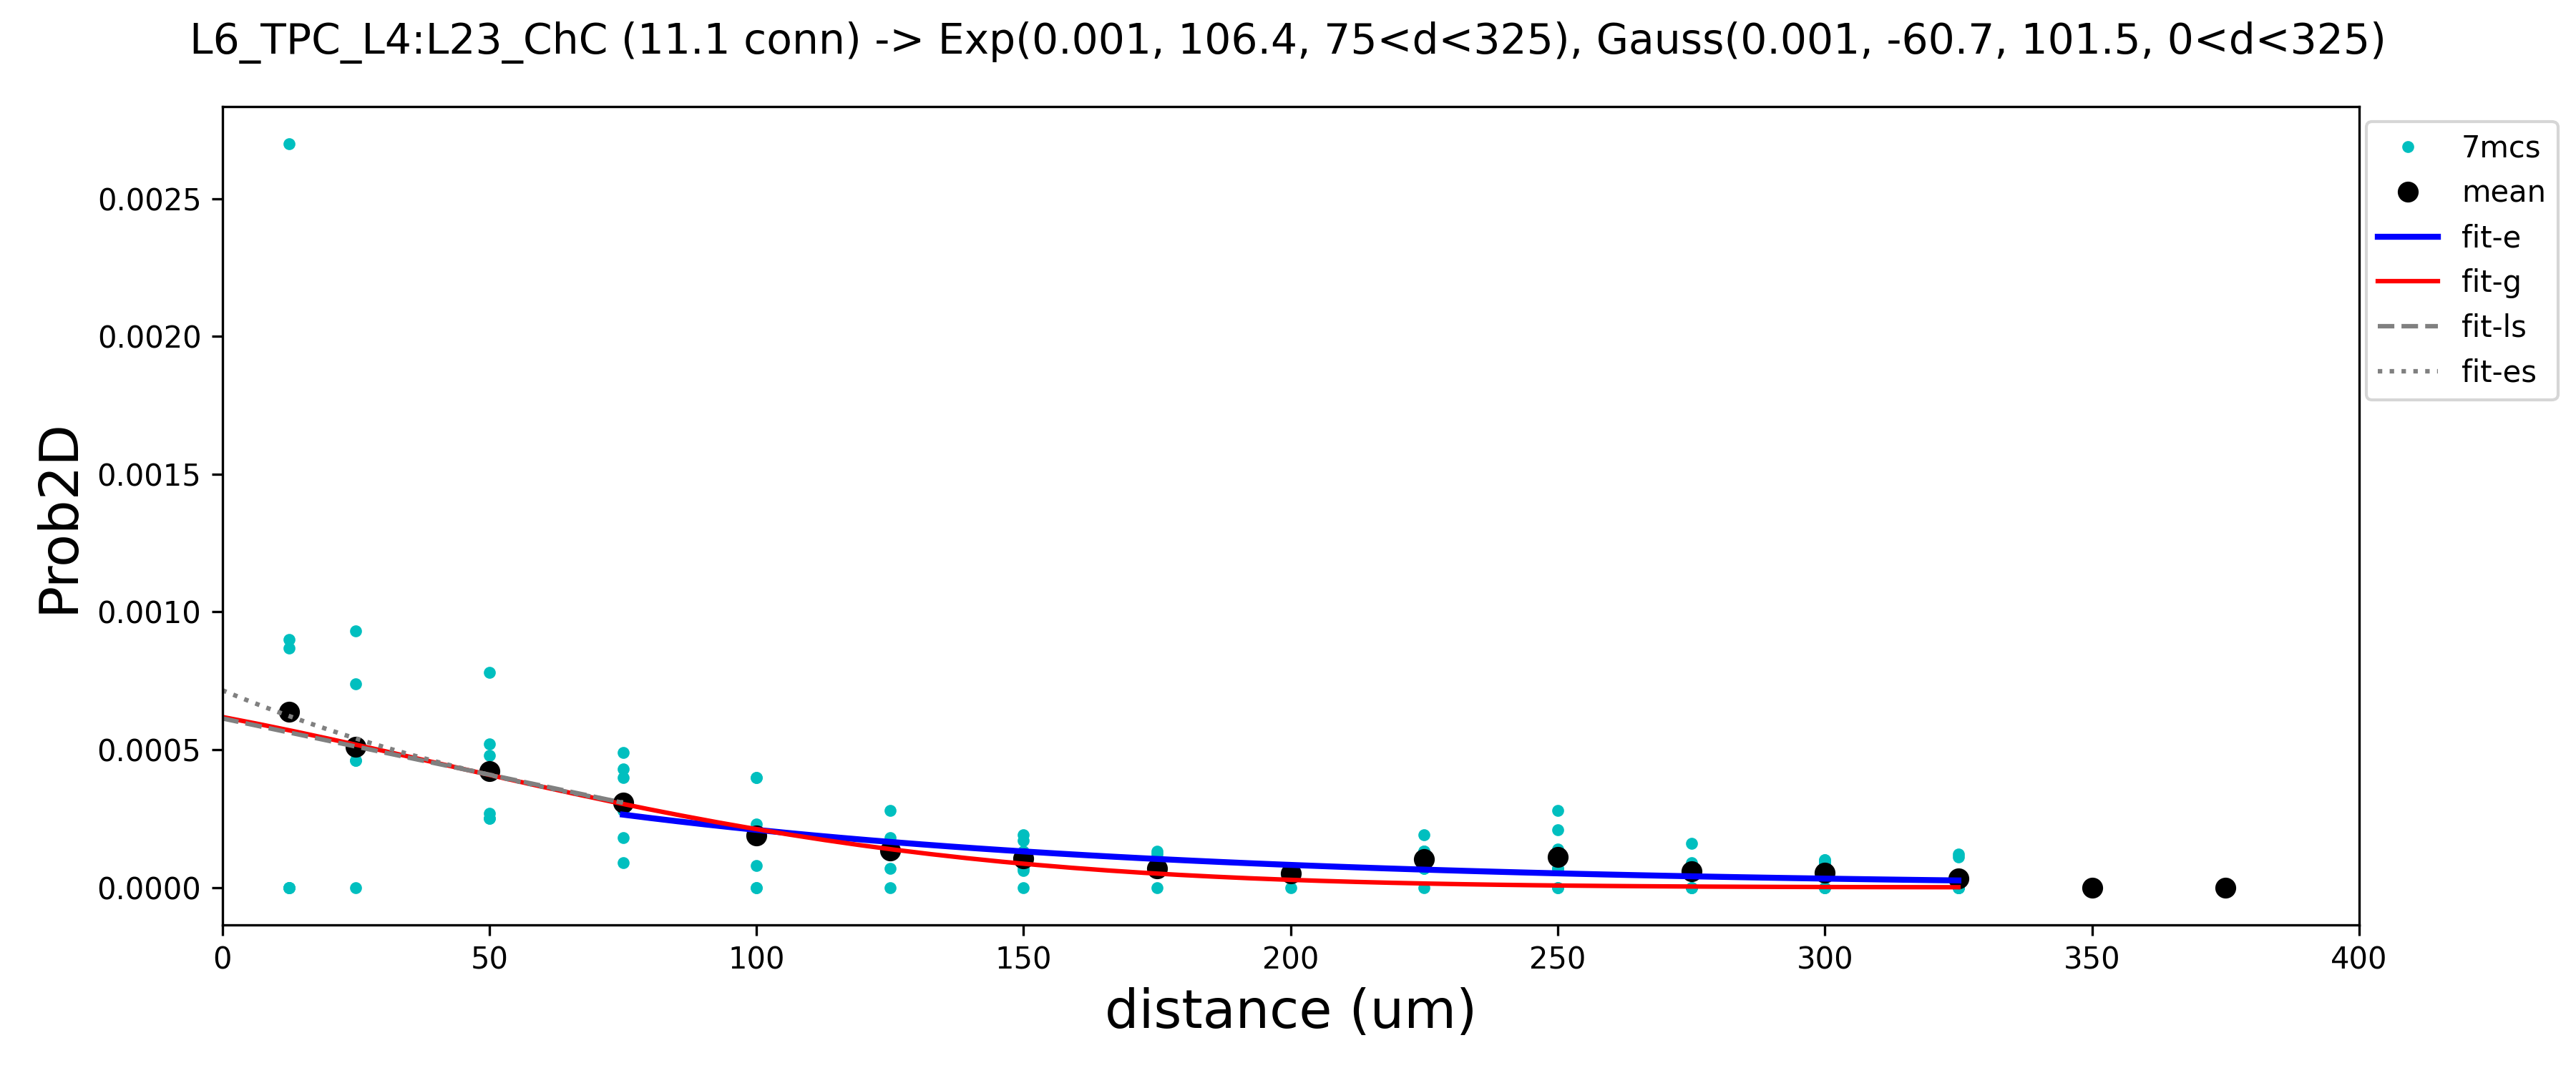 L6_TPC_L4:L23_ChC (11.1 conn) -> Exp(0.001, 106.4, 75<d<325), Gauss(0.001, -60.7, 101.5, 0<d<325)
7mcs
mean
fit-e
fit-g
fit-ls
fit-es
Prob2D
0.0025
0.0020
0.0015
0.0010
0.0005
0.0000
0 50 100 150 200 250 300 350 400
distance (um)